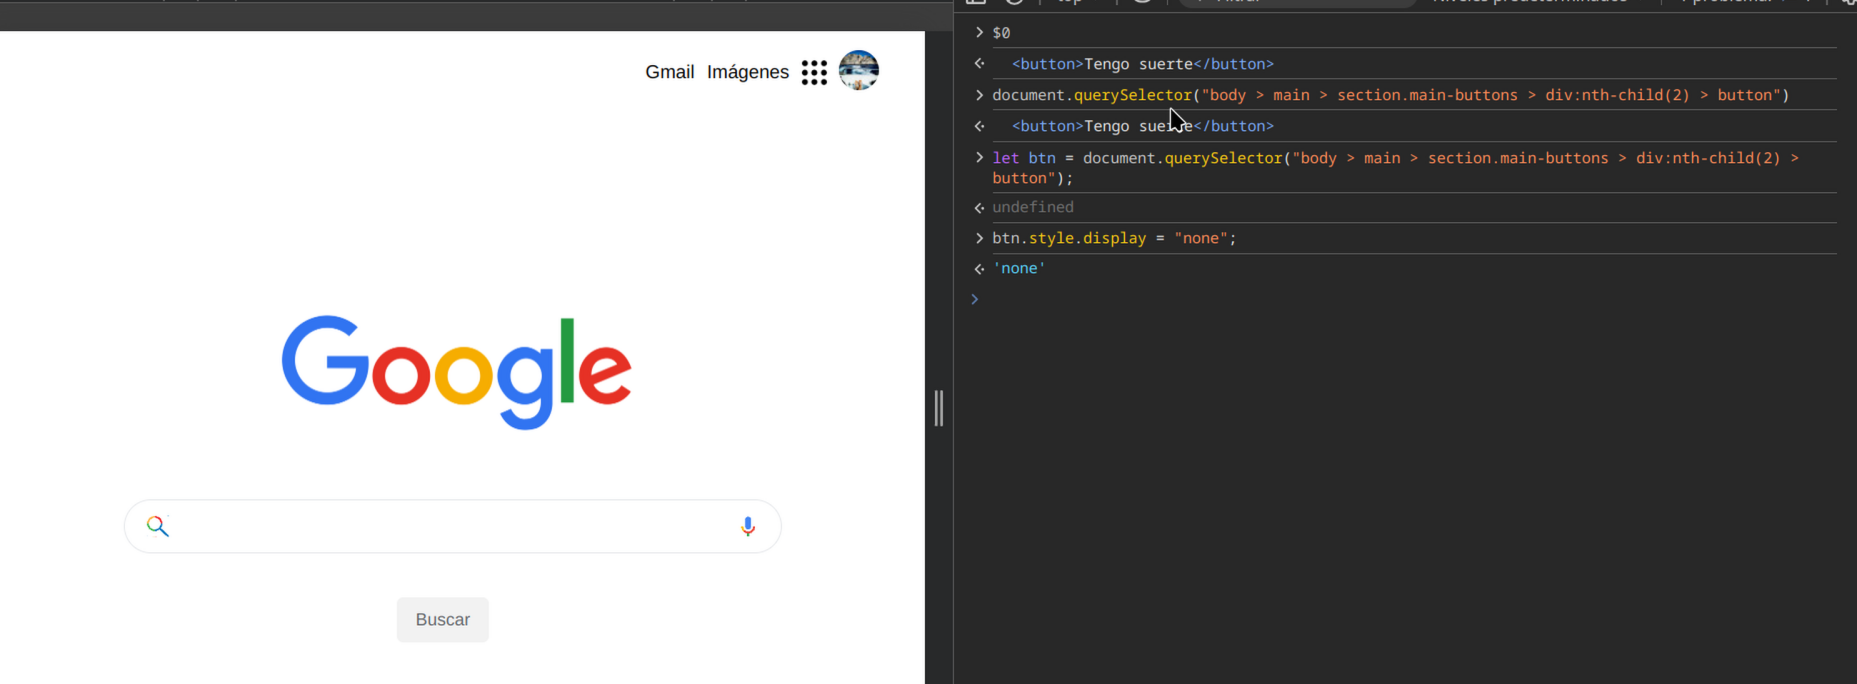 Gmail Imágenes
Google
Buscar
top
$0
<button>Tengo suerte</button>
document.querySelector("body > main > section.main-buttons > div:nth-child(2) > button")
<button>Tengo suerte</button>
let btn = document.querySelector("body > main > section.main-buttons > div:nth-child(2) >
button");
undefined
btn.style.display = "none";
'none'